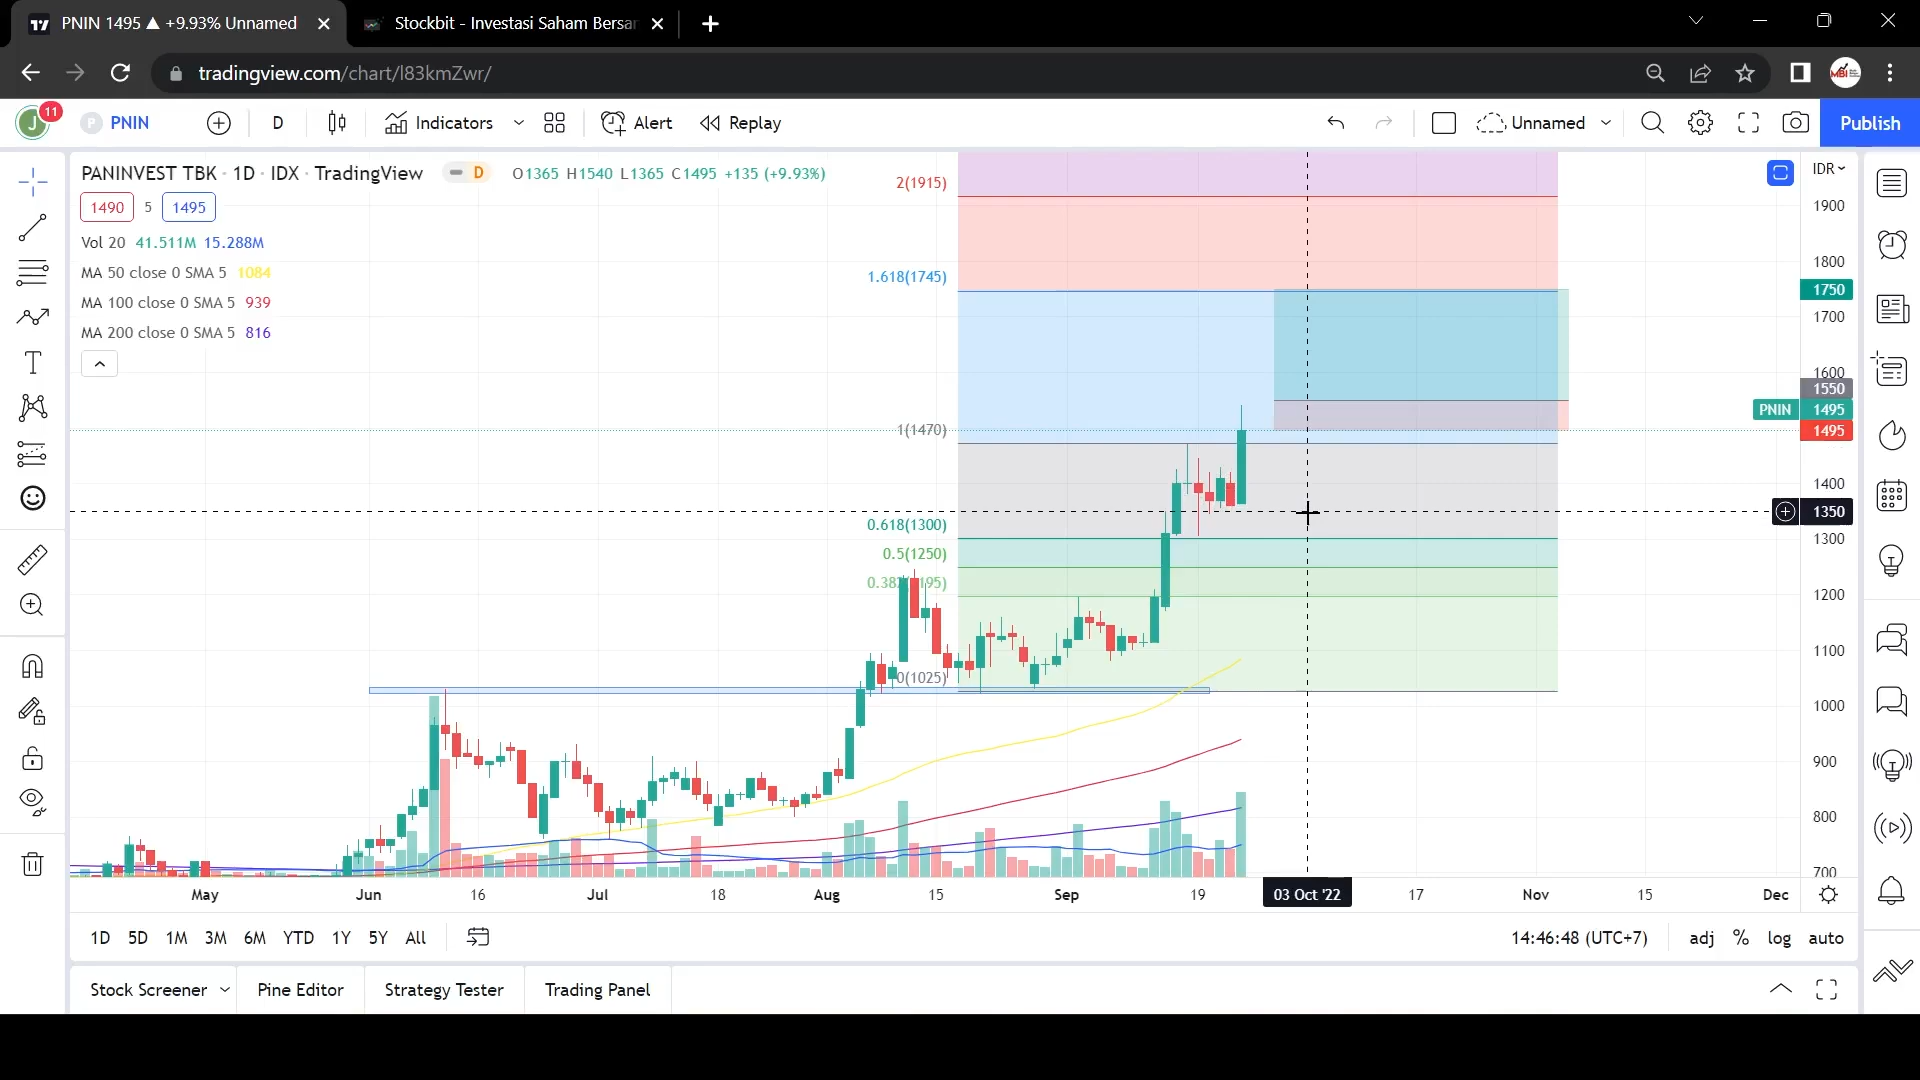 PNIN 1495 ▲ +9.93% Unnamed
Stockbit - Investasi Saham Bersar
tradingview.com/chart/l83kmZwr/
MBI
J
11
P
PNIN
D
Indicators
Alert
Replay
Unnamed
Publish
PANINVEST TBK · 1D · IDX · TradingView
D
O1365 H1540 L1365 C1495 +135 (+9.93%)
1490 5 1495
Vol 20 41.511M 15.288M
MA 50 close 0 SMA 5 1084
MA 100 close 0 SMA 5 939
MA 200 close 0 SMA 5 816
2(1915)
1.618(1745)
1(1470)
0.618(1300)
0.5(1250)
0(1025)
IDR
1900
1800
1750
1700
1600
1550
PNIN 1495
1495
1400
1350
1300
1200
1100
1000
900
800
700
May Jun 16 Jul 18 Aug 15 Sep 19 03 Oct '22 17 Nov 15 Dec
1D 5D 1M 3M 6M YTD 1Y 5Y All
14:46:48 (UTC+7) adj % log auto
Stock Screener Pine Editor Strategy Tester Trading Panel